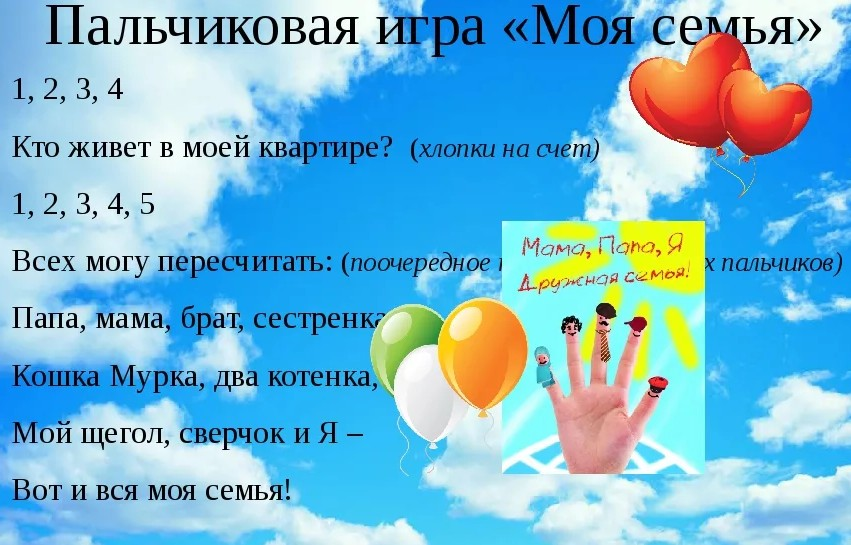 Пальчиковая игра «Моя семья»
1, 2, 3, 4
Кто живет в моей квартире? (хлопки на счет)
1, 2, 3, 4, 5
Всех могу пересчитать: (поочередное пальчиков)
Папа, мама, брат, сестренка
Кошка Мурка, два котенка,
Мой щегол, сверчок и Я –
Вот и вся моя семья!
Мама, Папа, Я
Дружная семья!